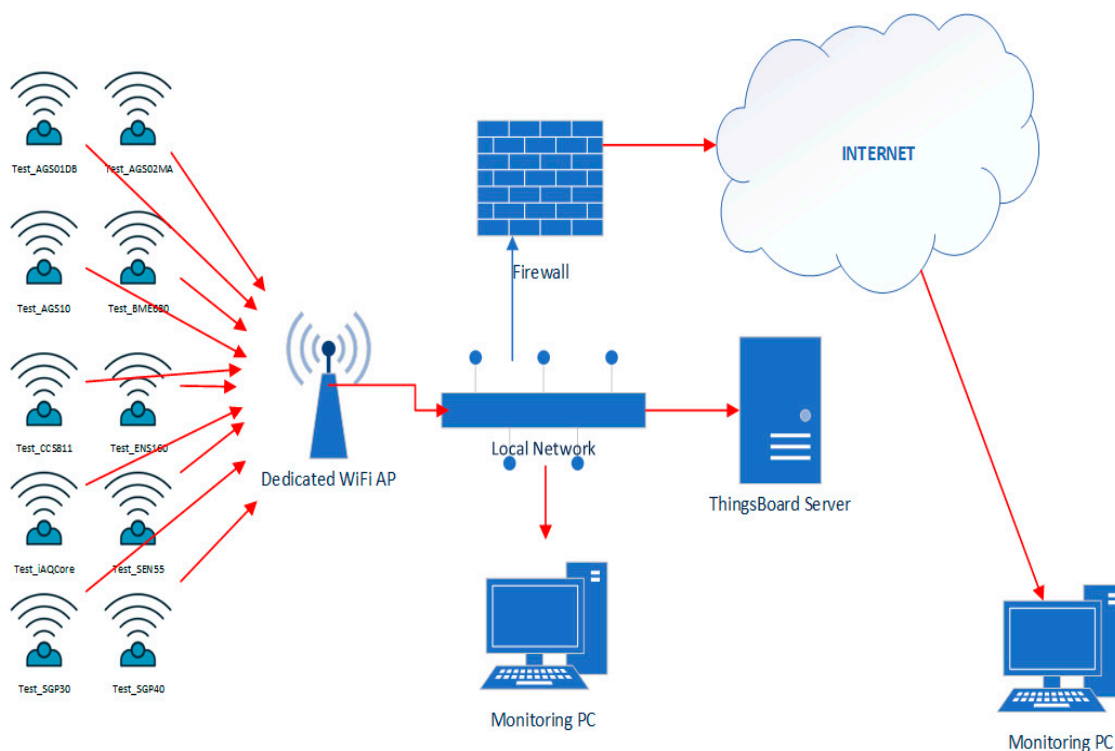 Test_AGS01DB
Test_AGS02MA
Test_AGS10
Test_BME680
Test_CCS811
Test_ENS160
Test_iAQCore
Test_SEN55
Test_SGP30
Test_SGP40
Dedicated WiFi AP
Firewall
INTERNET
Local Network
ThingsBoard Server
Monitoring PC
Monitoring PC